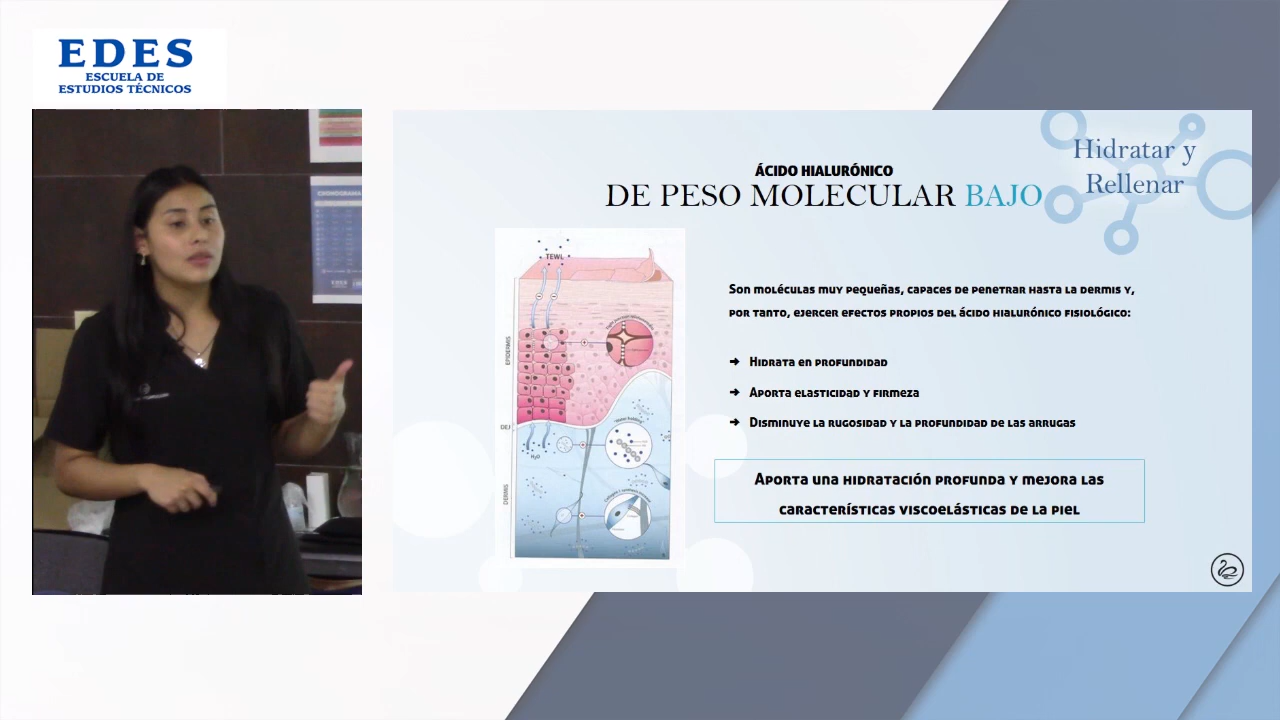 EDES
ESCUELA DE
ESTUDIOS TÉCNICOS
CRONOGRAMA
Hidratar y
Rellenar
ÁCIDO HIALURÓNICO
DE PESO MOLECULAR BAJO
TEWL
EPIDERMIS
DEJ
H₂O
DERMIS
Son moléculas muy pequeñas, capaces de penetrar hasta la dermis y,
por tanto, ejercer efectos propios del ácido hialurónico fisiológico:
➔ Hidrata en profundidad
➔ Aporta elasticidad y firmeza
➔ Disminuye la rugosidad y la profundidad de las arrugas
Aporta una hidratación profunda y mejora las
características viscoelásticas de la piel